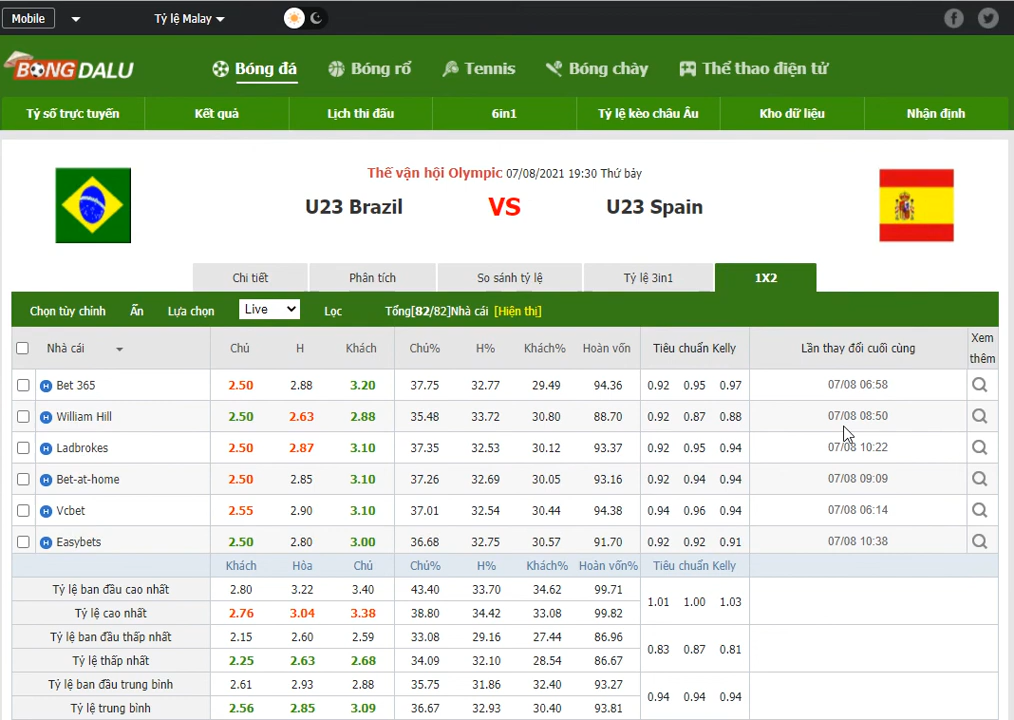 Mobile Tỷ lệ Malay
BONG DALU Bóng đá Bóng rổ Tennis Bóng chày Thể thao điện tử
Tỷ số trực tuyến Kết quả Lịch thi đấu 6in1 Tỷ lệ kèo châu Âu Kho dữ liệu Nhận định
Thế vận hội Olympic 07/08/2021 19:30 Thứ bảy
U23 Brazil VS U23 Spain
Chi tiết Phân tích So sánh tỷ lệ Tỷ lệ 3in1 1X2
Chọn tùy chỉnh Ẩn Lựa chọn Live Lọc Tổng[82/82]Nhà cái [Hiện thị]
Nhà cái Chủ H Khách Chủ% H% Khách% Hoàn vốn Tiêu chuẩn Kelly Lần thay đổi cuối cùng Xem thêm
H Bet 365 2.50 2.88 3.20 37.75 32.77 29.49 94.36 0.92 0.95 0.97 07/08 06:58
H William Hill 2.50 2.63 2.88 35.48 33.72 30.80 88.70 0.92 0.87 0.88 07/08 08:50
H Ladbrokes 2.50 2.87 3.10 37.35 32.53 30.12 93.37 0.92 0.95 0.94 07/08 10:22
H Bet-at-home 2.50 2.85 3.10 37.26 32.69 30.05 93.16 0.92 0.94 0.94 07/08 09:09
H Vcbet 2.55 2.90 3.10 37.01 32.54 30.44 94.38 0.94 0.96 0.94 07/08 06:14
H Easybets 2.50 2.80 3.00 36.68 32.75 30.57 91.70 0.92 0.92 0.91 07/08 10:38
Khách Hòa Chủ Chủ% H% Khách% Hoàn vốn% Tiêu chuẩn Kelly
Tỷ lệ ban đầu cao nhất 2.80 3.22 3.40 43.40 33.70 34.62 99.71 1.01 1.00 1.03
Tỷ lệ cao nhất 2.76 3.04 3.38 38.80 34.42 33.08 99.82
Tỷ lệ ban đầu thấp nhất 2.15 2.60 2.59 33.08 29.16 27.44 86.96 0.83 0.87 0.81
Tỷ lệ thấp nhất 2.25 2.63 2.68 34.09 32.10 28.54 86.67
Tỷ lệ ban đầu trung bình 2.61 2.93 2.88 35.75 31.86 32.40 93.27 0.94 0.94 0.94
Tỷ lệ trung bình 2.56 2.85 3.09 36.67 32.93 30.40 93.81